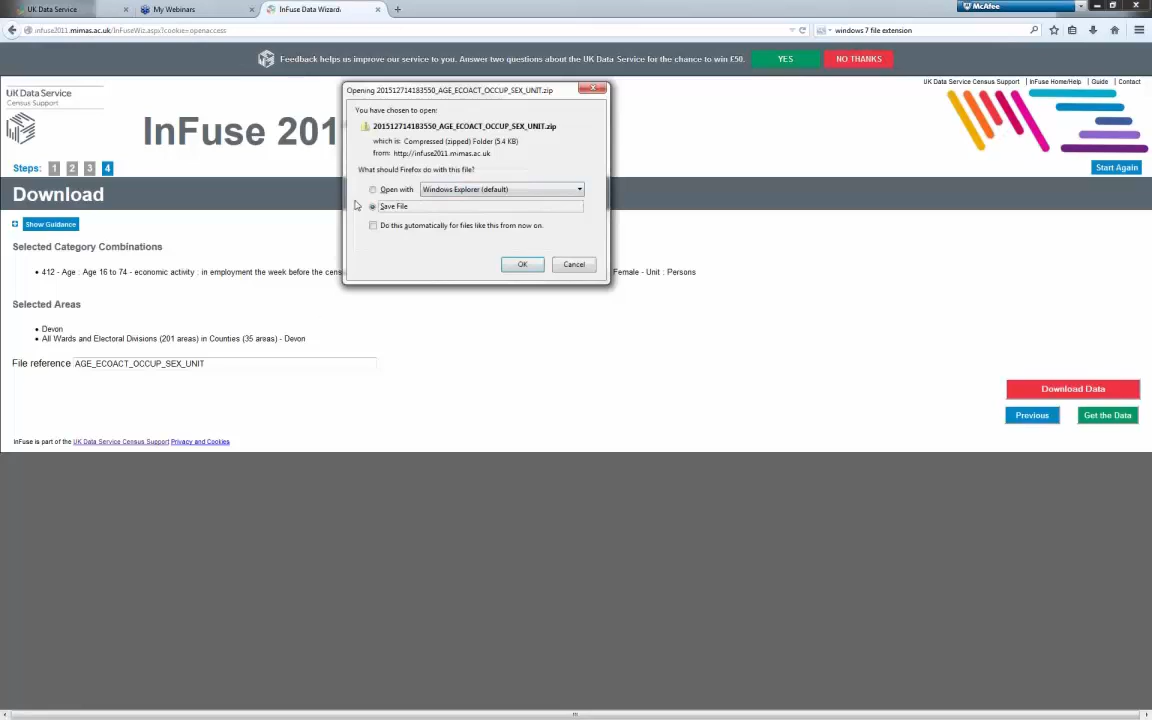 UK Data Service
My Webinars
InFuse Data Wizard
McAfee
infuse2011.mimas.ac.uk/InFuseWiz.aspx?cookie=openaccess
windows 7 file extension
Feedback helps us improve our service to you. Answer two questions about the UK Data Service for the chance to win £50.
YES
NO THANKS
UK Data Service
Census Support
InFuse 201
UK Data Service Census Support | InFuse Home/Help | Guide | Contact
Steps: 1 2 3 4
Start Again
Download
Show Guidance
Selected Category Combinations
412 - Age : Age 16 to 74 - economic activity : in employment the week before the cens
Female - Unit : Persons
Selected Areas
Devon
All Wards and Electoral Divisions (201 areas) in Counties (35 areas) - Devon
File reference AGE_ECOACT_OCCUP_SEX_UNIT
Download Data
Previous
Get the Data
InFuse is part of the UK Data Service Census Support Privacy and Cookies
Opening 201512714183550_AGE_ECOACT_OCCUP_SEX_UNIT.zip
You have chosen to open:
201512714183550_AGE_ECOACT_OCCUP_SEX_UNIT.zip
which is: Compressed (zipped) Folder (5.4 KB)
from: http://infuse2011.mimas.ac.uk
What should Firefox do with this file?
Open with Windows Explorer (default)
Save File
Do this automatically for files like this from now on.
OK
Cancel